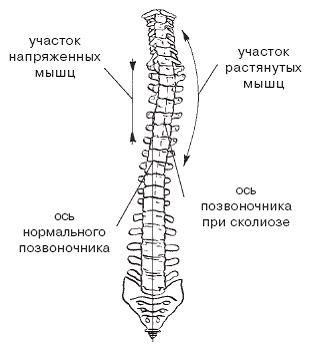 участок
напряженных
мышц
участок
растянутых
мышц
ось
нормального
позвоночника
ось
позвоночника
при сколиозе